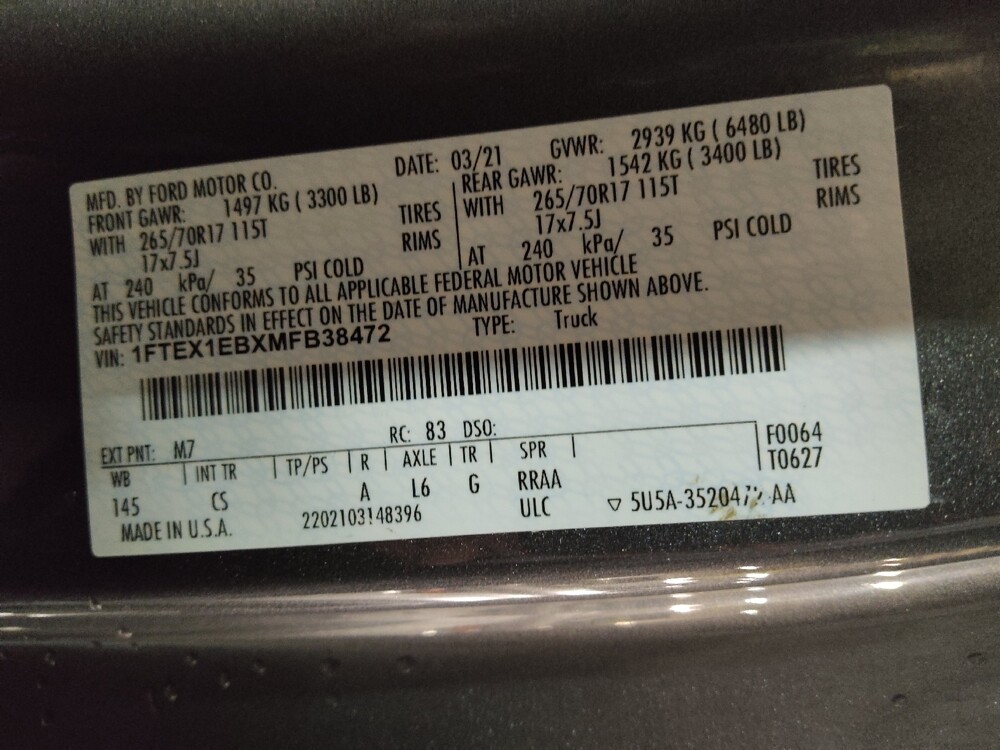 MFD. BY FORD MOTOR CO. DATE: 03/21 GVWR: 2939 KG ( 6480 LB)
FRONT GAWR: 1497 KG ( 3300 LB) REAR GAWR: 1542 KG ( 3400 LB)
WITH 265/70R17 115T TIRES WITH 265/70R17 115T TIRES
17x7.5J RIMS 17x7.5J RIMS
AT 240 kPa/ 35 PSI COLD AT 240 kPa/ 35 PSI COLD
THIS VEHICLE CONFORMS TO ALL APPLICABLE FEDERAL MOTOR VEHICLE
SAFETY STANDARDS IN EFFECT ON THE DATE OF MANUFACTURE SHOWN ABOVE.
VIN: 1FTEX1EBXMFB38472 TYPE: Truck
EXT PNT: M7 RC: 83 DSO:
WB INT TR TP/PS R AXLE TR SPR F0064
145 CS A L6 G RRAA T0627
MADE IN U.S.A. 2202103148396 ULC ▽ AA